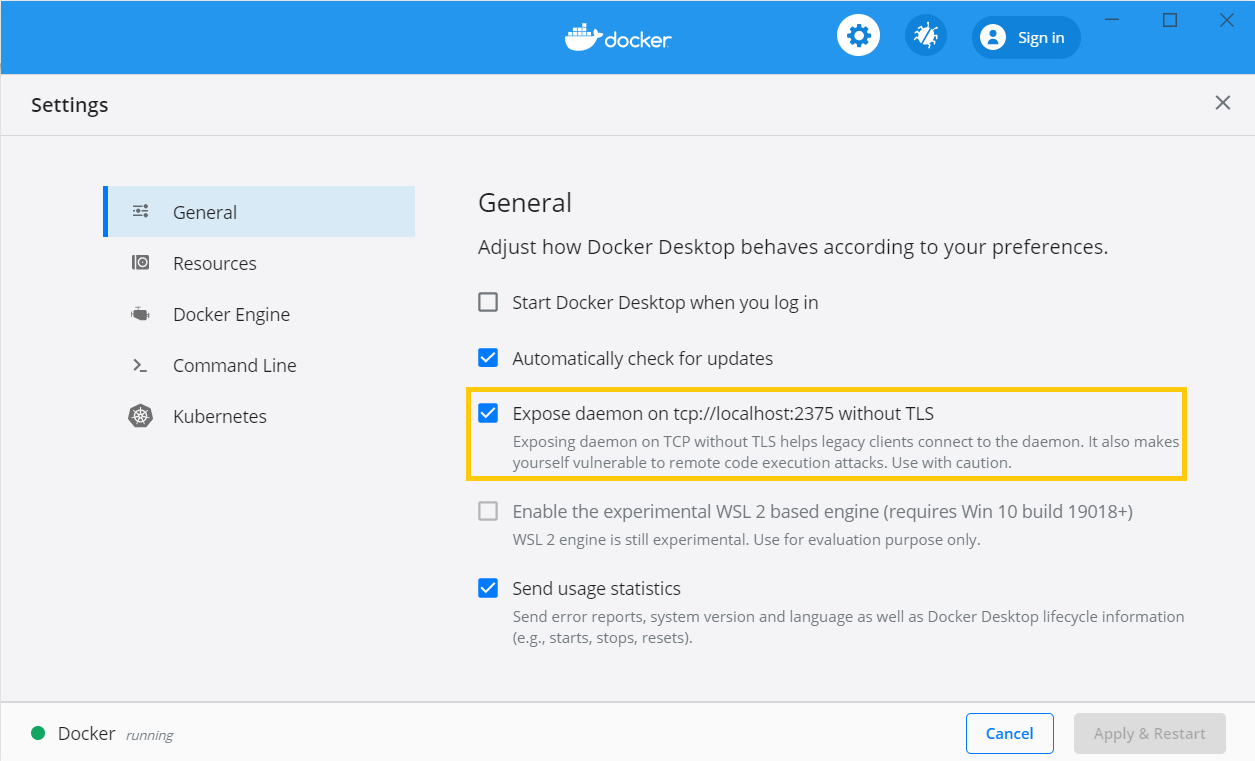 docker
Sign in
Settings
General
Resources
Docker Engine
Command Line
Kubernetes
General
Adjust how Docker Desktop behaves according to your preferences.
Start Docker Desktop when you log in
Automatically check for updates
Expose daemon on tcp://localhost:2375 without TLS
Exposing daemon on TCP without TLS helps legacy clients connect to the daemon. It also makes
yourself vulnerable to remote code execution attacks. Use with caution.
Enable the experimental WSL 2 based engine (requires Win 10 build 19018+)
WSL 2 engine is still experimental. Use for evaluation purpose only.
Send usage statistics
Send error reports, system version and language as well as Docker Desktop lifecycle information
(e.g., starts, stops, resets).
Docker running
Cancel
Apply & Restart